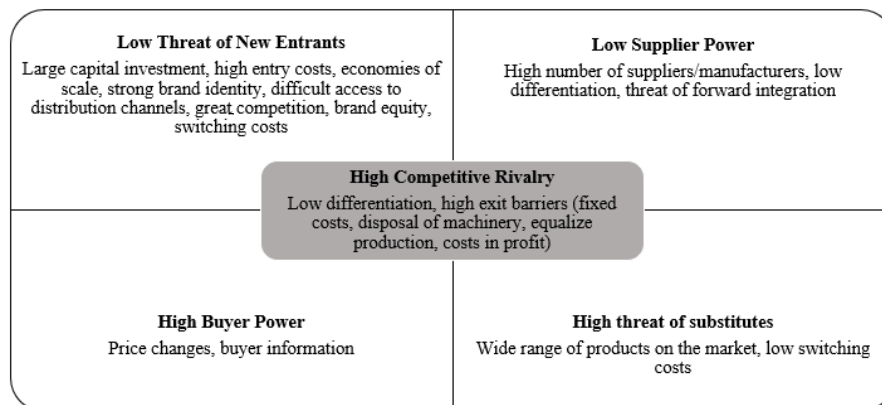 Low Threat of New Entrants
Large capital investment, high entry costs, economies of
scale, strong brand identity, difficult access to
distribution channels, great competition, brand equity,
switching costs
Low Supplier Power
High number of suppliers/manufacturers, low
differentiation, threat of forward integration
High Competitive Rivalry
Low differentiation, high exit barriers (fixed
costs, disposal of machinery, equalize
production, costs in profit)
High Buyer Power
Price changes, buyer information
High threat of substitutes
Wide range of products on the market, low switching
costs